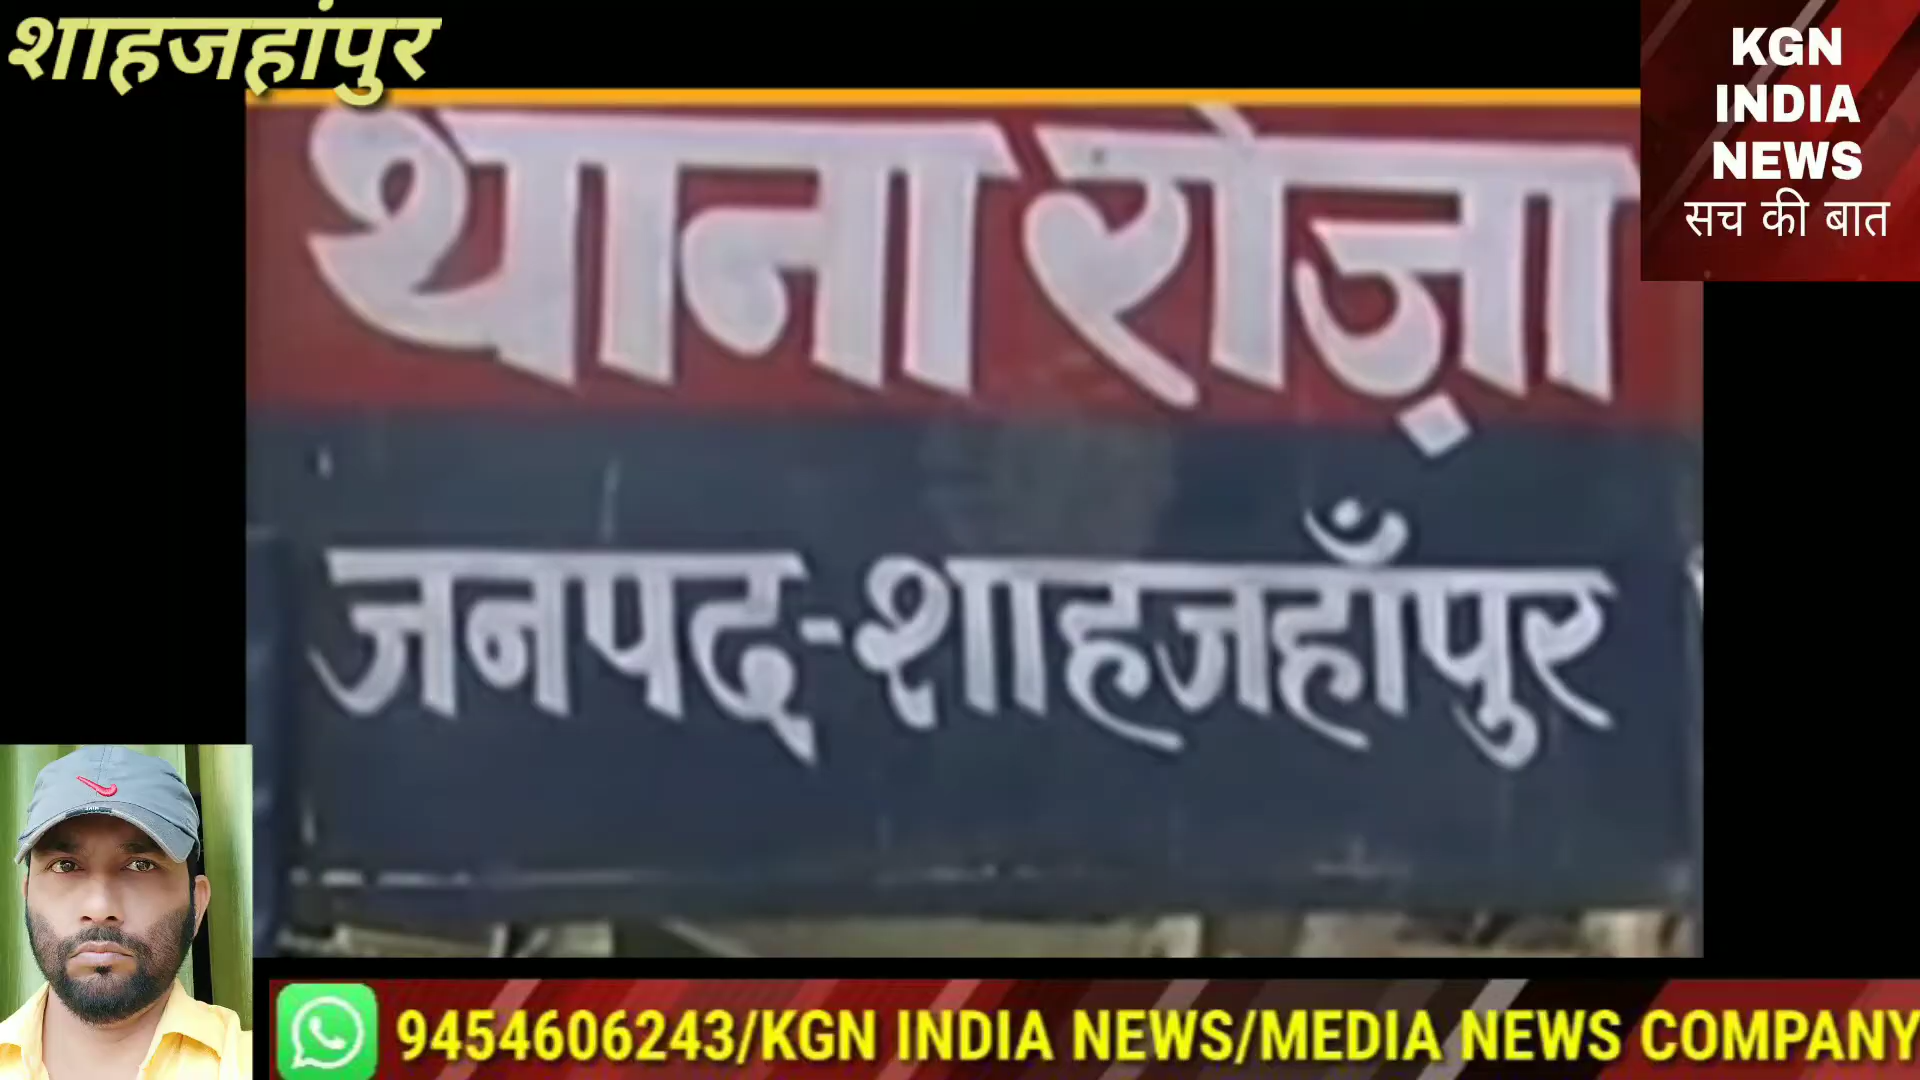 शाहजहांपुर
KGN
INDIA
NEWS
सच की बात
थाना रोज़ा
जनपद-शाहजहाँपुर
9454606243/KGN INDIA NEWS/MEDIA NEWS COMPANY